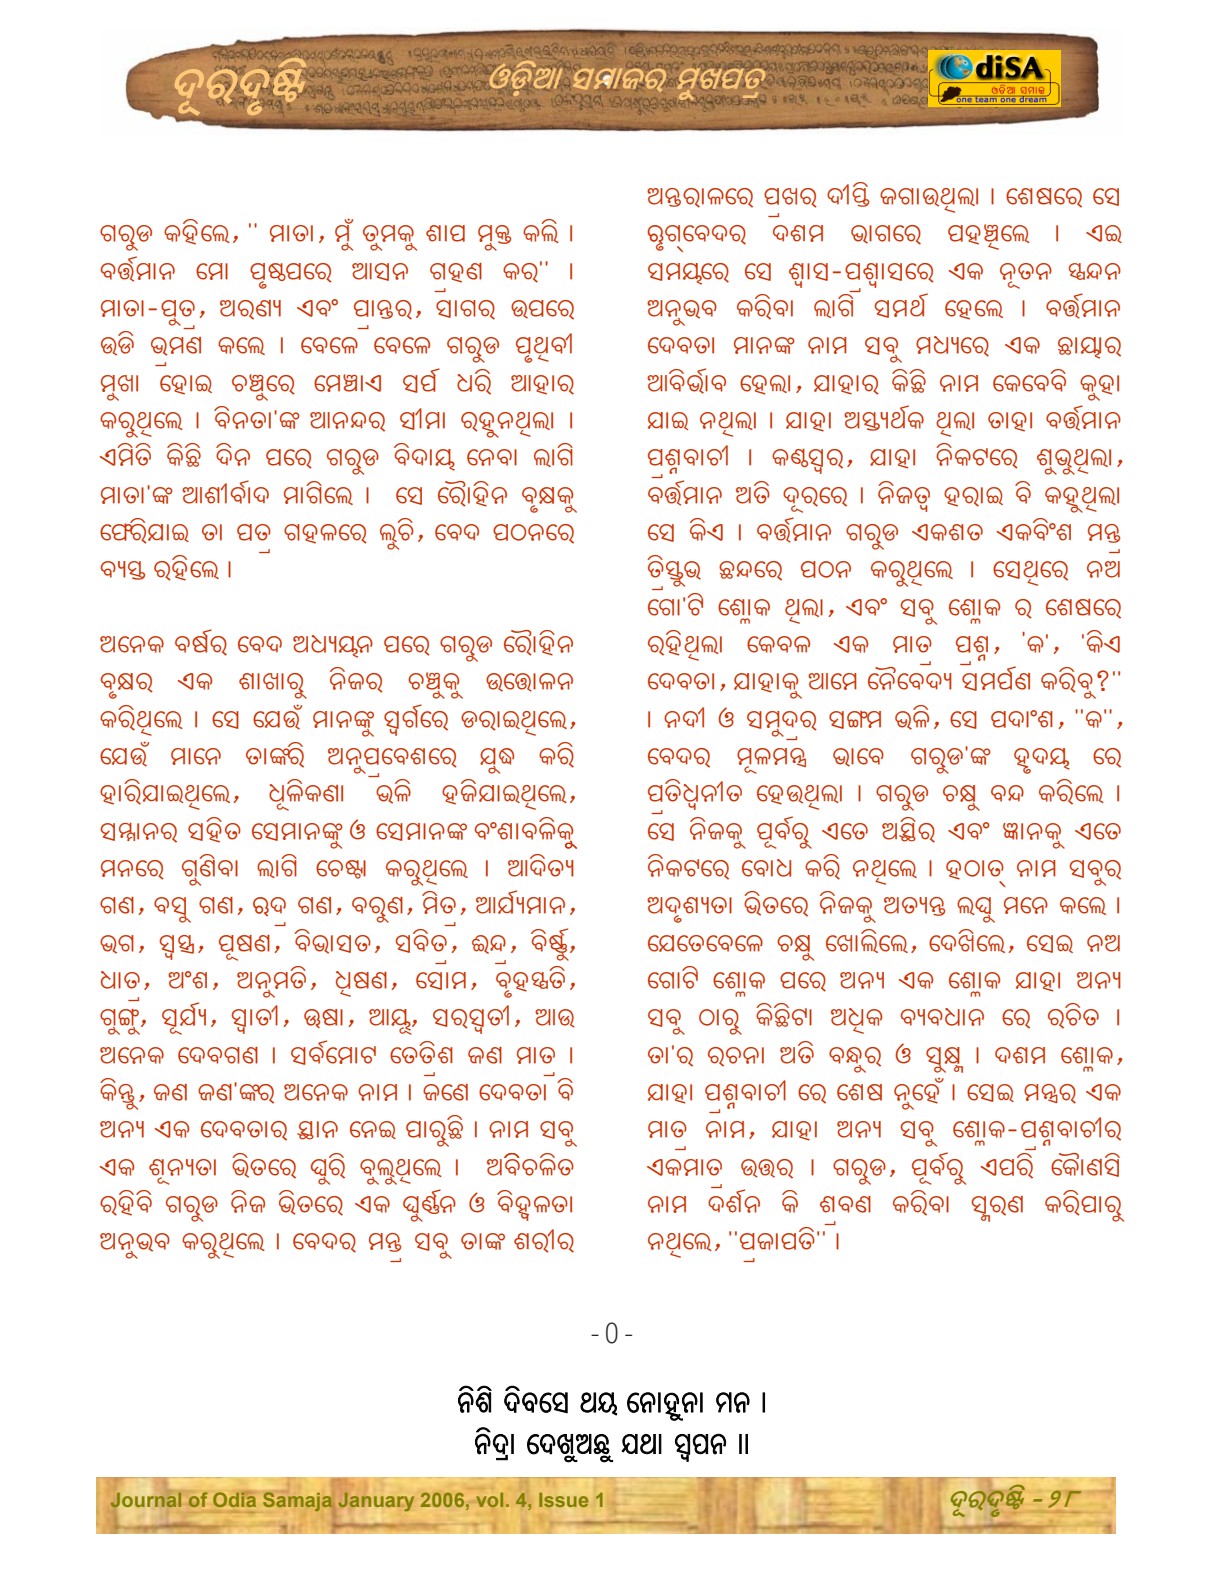 ଦୂରଦୃଷ୍ଟି
ଓଡ଼ିଆ ସମାଜର ମୁଖପତ୍ର
OdiSA
ଓଡ଼ିଆ ସମାଜ
one team one dream
ଗରୁଡ କହିଲେ, '' ମାତା, ମୁଁ ତୁମକୁ ଶାପ ମୁକ୍ତ କଲି ।
ବର୍ତ୍ତମାନ ମୋ ପୃଷ୍ଠପରେ ଆସନ ଗ୍ରହଣ କର'' ।
ମାତା-ପୁତ୍ର, ଅରଣ୍ୟ ଏବଂ ପ୍ରାନ୍ତର, ସାଗର ଉପରେ
ଉଡି ଭ୍ରମଣ କଲେ । ବେଳେ ବେଳେ ଗରୁଡ ପୃଥିବୀ
ମୁଖା ହୋଇ ଚଞ୍ଚୁରେ ମେଞ୍ଚାଏ ସର୍ପ ଧରି ଆହାର
କରୁଥିଲେ । ବିନତା'ଙ୍କ ଆନନ୍ଦର ସୀମା ରହୁନଥିଲା ।
ଏମିତି କିଛି ଦିନ ପରେ ଗରୁଡ ବିଦାୟ ନେବା ଲାଗି
ମାତା'ଙ୍କ ଆଶୀର୍ବାଦ ମାଗିଲେ । ସେ ରୌହିନ ବୃକ୍ଷକୁ
ଫେରିଯାଇ ତା ପତ୍ର ଗହଳରେ ଲୁଚି, ବେଦ ପଠନରେ
ବ୍ୟସ୍ତ ରହିଲେ ।
ଅନେକ ବର୍ଷର ବେଦ ଅଧ୍ୟୟନ ପରେ ଗରୁଡ ରୌହିନ
ବୃକ୍ଷର ଏକ ଶାଖାରୁ ନିଜର ଚଞ୍ଚୁକୁ ଉତ୍ତୋଳନ
କରିଥିଲେ । ସେ ଯେଉଁ ମାନଙ୍କୁ ସ୍ୱର୍ଗରେ ଡରାଇଥିଲେ,
ଯେଉଁ ମାନେ ତାଙ୍କରି ଅନୁପ୍ରବେଶରେ ଯୁଦ୍ଧ କରି
ହାରିଯାଇଥିଲେ, ଧୂଳିକଣା ଭଳି ହଜିଯାଇଥିଲେ,
ସମ୍ମାନର ସହିତ ସେମାନଙ୍କୁ ଓ ସେମାନଙ୍କ ବଂଶାବଳିକୁ
ମନରେ ଗୁଣିବା ଲାଗି ଚେଷ୍ଟା କରୁଥିଲେ । ଆଦିତ୍ୟ
ଗଣ, ବସୁ ଗଣ, ଋଦ୍ର ଗଣ, ବରୁଣ, ମିତ୍ର, ଆର୍ଯ୍ୟମାନ,
ଭଗ, ସ୍ୱସ୍ତ୍ର, ପୂଷଣ, ବିଭାସତ, ସବିତ୍ର, ଈନ୍ଦ୍ର, ବିର୍ଷ୍ଣୁ,
ଧାତ୍ର, ଅଂଶ, ଅନୁମତି, ଧିଷଣ, ସୋମ, ବୃହସ୍ପତି,
ଗୁଙ୍ଗୁ, ସୂର୍ଯ୍ୟ, ସ୍ୱାତୀ, ଊଷା, ଆୟୂ, ସରସ୍ୱତୀ, ଆଉ
ଅନେକ ଦେବଗଣ । ସର୍ବମୋଟ ତେତ୍ରିଶ ଜଣ ମାତ୍ର ।
କିନ୍ତୁ, ଜଣ ଜଣ'ଙ୍କର ଅନେକ ନାମ । ଜଣେ ଦେବତା ବି
ଅନ୍ୟ ଏକ ଦେବତାର ସ୍ଥାନ ନେଇ ପାରୁଛି । ନାମ ସବୁ
ଏକ ଶୂନ୍ୟତା ଭିତରେ ଘୁରି ବୁଲୁଥିଲେ । ଅବିଚଳିତ
ରହିବି ଗରୁଡ ନିଜ ଭିତରେ ଏକ ଘୁର୍ଣ୍ଣନ ଓ ବିହ୍ୱଳତା
ଅନୁଭବ କରୁଥିଲେ । ବେଦର ମନ୍ତ୍ର ସବୁ ତାଙ୍କ ଶରୀର
ଅନ୍ତରାଳରେ ପ୍ରଖର ଦୀପ୍ତି ଜଗାଉଥିଲା । ଶେଷରେ ସେ
ଋଗ୍‌ବେଦର ଦଶମ ଭାଗରେ ପହଞ୍ଚିଲେ । ଏଇ
ସମୟରେ ସେ ଶ୍ୱାସ-ପ୍ରଶ୍ୱାସରେ ଏକ ନୂତନ ସ୍ପନ୍ଦନ
ଅନୁଭବ କରିବା ଲାଗି ସମର୍ଥ ହେଲେ । ବର୍ତ୍ତମାନ
ଦେବତା ମାନଙ୍କ ନାମ ସବୁ ମଧ୍ୟରେ ଏକ ଛାୟାର
ଆବିର୍ଭାବ ହେଲା, ଯାହାର କିଛି ନାମ କେବେବି କୁହା
ଯାଇ ନଥିଲା । ଯାହା ଅସ୍ତ୍ୟର୍ଥକ ଥିଲା ତାହା ବର୍ତ୍ତମାନ
ପ୍ରଶ୍ନବାଚୀ । କଣ୍ଠସ୍ୱର, ଯାହା ନିକଟରେ ଶୁଭୁଥିଲା,
ବର୍ତ୍ତମାନ ଅତି ଦୂରରେ । ନିଜତ୍ୱ ହରାଇ ବି କହୁଥିଲା
ସେ କିଏ । ବର୍ତ୍ତମାନ ଗରୁଡ ଏକଶତ ଏକବିଂଶ ମନ୍ତ୍ର
ତ୍ରିସ୍ତୁଭ ଛନ୍ଦରେ ପଠନ କରୁଥିଲେ । ସେଥିରେ ନଅ
ଗୋ'ଟି ଶ୍ଳୋକ ଥିଲା, ଏବଂ ସବୁ ଶ୍ଳୋକ ର ଶେଷରେ
ରହିଥିଲା କେବଳ ଏକ ମାତ୍ର ପ୍ରଶ୍ନ, 'କ', 'କିଏ
ଦେବତା, ଯାହାକୁ ଆମେ ନୈବେଦ୍ୟ ସମର୍ପଣ କରିବୁ?''
। ନଦୀ ଓ ସମୁଦ୍ରର ସଙ୍ଗମ ଭଳି, ସେ ପଦାଂଶ, ''କ'',
ବେଦର ମୂଳମନ୍ତ୍ର ଭାବେ ଗରୁଡ'ଙ୍କ ହୃଦୟ ରେ
ପ୍ରତିଧ୍ୱନୀତ ହେଉଥିଲା । ଗରୁଡ ଚକ୍ଷୁ ବନ୍ଦ କରିଲେ ।
ସେ ନିଜକୁ ପୂର୍ବରୁ ଏତେ ଅସ୍ଥିର ଏବଂ ଜ୍ଞାନକୁ ଏତେ
ନିକଟରେ ବୋଧ କରି ନଥିଲେ । ହଠାତ୍ ନାମ ସବୁର
ଅଦୃଶ୍ୟତା ଭିତରେ ନିଜକୁ ଅତ୍ୟନ୍ତ ଲଘୁ ମନେ କଲେ ।
ଯେତେବେଳେ ଚକ୍ଷୁ ଖୋଲିଲେ, ଦେଖିଲେ, ସେଇ ନଅ
ଗୋଟି ଶ୍ଳୋକ ପରେ ଅନ୍ୟ ଏକ ଶ୍ଳୋକ ଯାହା ଅନ୍ୟ
ସବୁ ଠାରୁ କିଛିଟା ଅଧିକ ବ୍ୟବଧାନ ରେ ରଚିତ ।
ତା'ର ରଚନା ଅତି ବନ୍ଧୁର ଓ ସୁକ୍ଷ୍ମ । ଦଶମ ଶ୍ଳୋକ,
ଯାହା ପ୍ରଶ୍ନବାଚୀ ରେ ଶେଷ ନୁହେଁ । ସେଇ ମନ୍ତ୍ରର ଏକ
ମାତ୍ର ନାମ, ଯାହା ଅନ୍ୟ ସବୁ ଶ୍ଳୋକ-ପ୍ରଶ୍ନବାଚୀର
ଏକମାତ୍ର ଉତ୍ତର । ଗରୁଡ, ପୂର୍ବରୁ ଏପରି କୌଣସି
ନାମ ଦର୍ଶନ କି ଶ୍ରବଣ କରିବା ସ୍ମରଣ କରିପାରୁ
ନଥିଲେ, ''ପ୍ରଜାପତି'' ।
- 0 -
ନିଶି ଦିବସେ ଥୟ ନୋହୁନା ମନ ।
ନିଦ୍ରା ଦେଖୁଅଛୁ ଯଥା ସ୍ୱପନ ॥
Journal of Odia Samaja January 2006, vol. 4, Issue 1
ଦୂରଦୃଷ୍ଟି - ୨୮